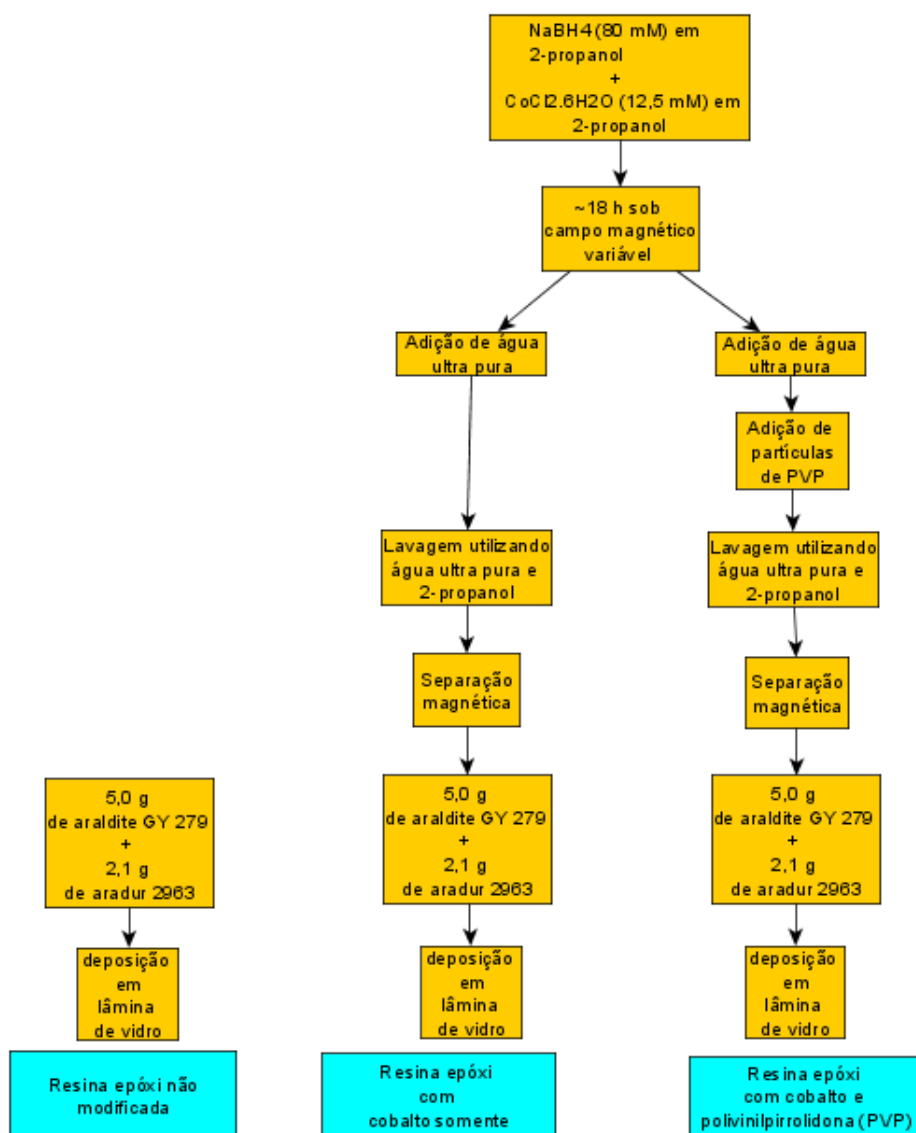 NaBH4 (80 mM) em
2-propanol
+
CoCl2.6H2O (12,5 mM) em
2-propanol
~18 h sob
campo magnético
variável
Adição de água
ultra pura
Adição de água
ultra pura
Adição de
partículas
de PVP
Lavagem utilizando
água ultra pura e
2-propanol
Lavagem utilizando
água ultra pura e
2-propanol
Separação
magnética
Separação
magnética
5,0 g
de araldite GY 279
+
2,1 g
de aradur 2963
5,0 g
de araldite GY 279
+
2,1 g
de aradur 2963
5,0 g
de araldite GY 279
+
2,1 g
de aradur 2963
deposição
em
lâmina
de vidro
deposição
em
lâmina
de vidro
deposição
em
lâmina
de vidro
Resina epóxi não
modificada
Resina epóxi
com
cobalto somente
Resina epóxi
com cobalto e
polivinilpirrolidona (PVP)